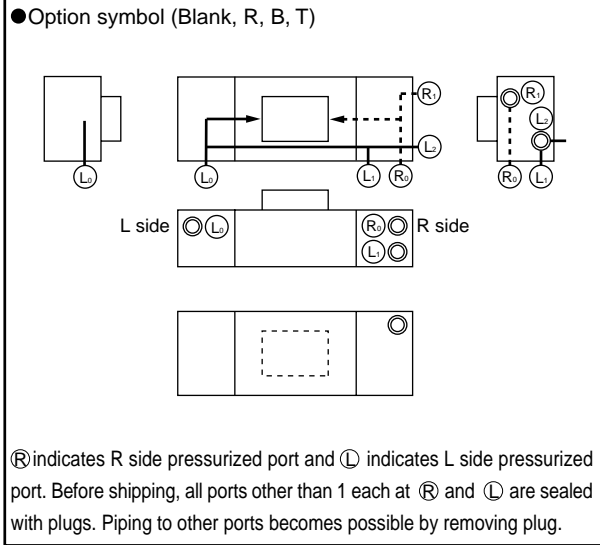 ●Option symbol (Blank, R, B, T)
R₁
R₁
L₂
L₂
L₀
L₀
L₁
R₀
R₀
L₁
L side
L₀
R₀
R side
L₁
Ⓡ indicates R side pressurized port and Ⓛ indicates L side pressurized
port. Before shipping, all ports other than 1 each at Ⓡ and Ⓛ are sealed
with plugs. Piping to other ports becomes possible by removing plug.